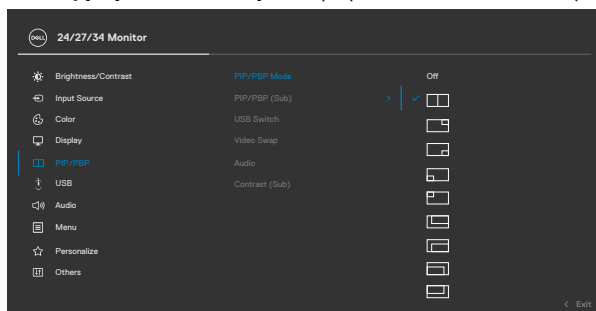 DELL
24/27/34 Monitor
Brightness/Contrast
PIP/PBP Mode
Off
Input Source
PIP/PBP (Sub)
Color
USB Switch
Display
Video Swap
PIP/PBP
Audio
USB
Contrast (Sub)
Audio
Menu
Personalize
Others
Exit